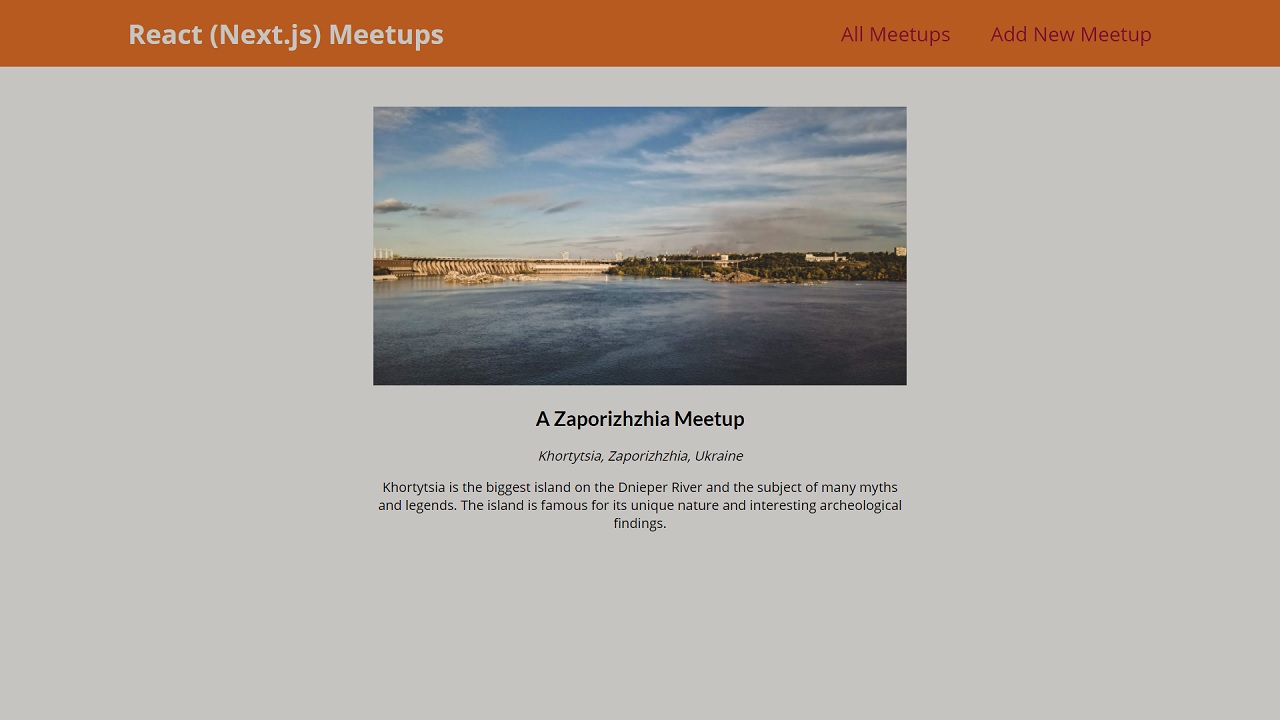 React (Next.js) Meetups
All Meetups
Add New Meetup
A Zaporizhzhia Meetup
Khortytsia, Zaporizhzhia, Ukraine
Khortytsia is the biggest island on the Dnieper River and the subject of many myths
and legends. The island is famous for its unique nature and interesting archeological
findings.